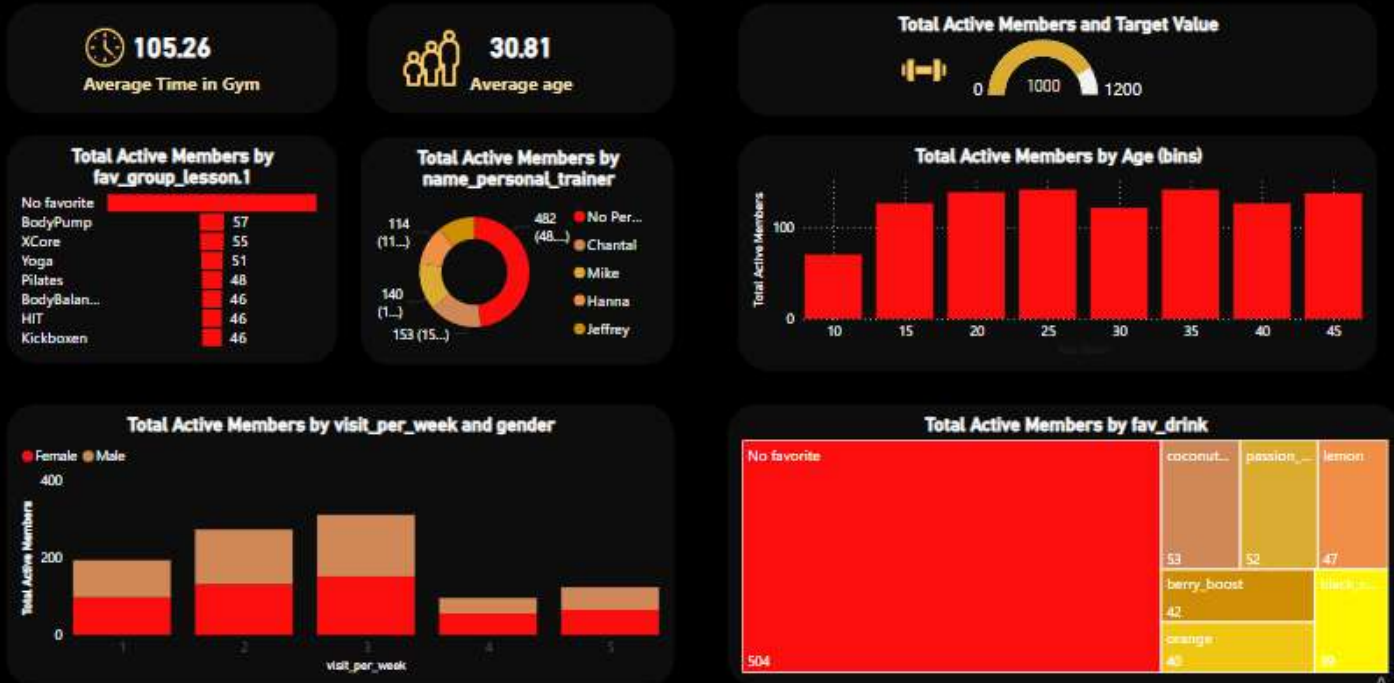 105.26
Average Time in Gym
30.81
Average age
Total Active Members and Target Value
0
1000
1200
Total Active Members by
fav_group_lesson.1
No favorite
BodyPump 57
XCore 55
Yoga 51
Pilates 48
BodyBalan... 46
HIT 46
Kickboxen 46
Total Active Members by
name_personal_trainer
114
(11...)
482
(48...)
140
(1...)
153 (15...)
No Per...
Chantal
Mike
Hanna
Jeffrey
Total Active Members by Age (bins)
Total Active Members
100
0
10 15 20 25 30 35 40 45
Total Active Members by visit_per_week and gender
Female Male
Total Active Members
400
200
0
1 2 3 4 5
visit_per_week
Total Active Members by fav_drink
No favorite
504
coconut...
53
passion_...
52
lemon
47
berry_boost
42
orange
40
39